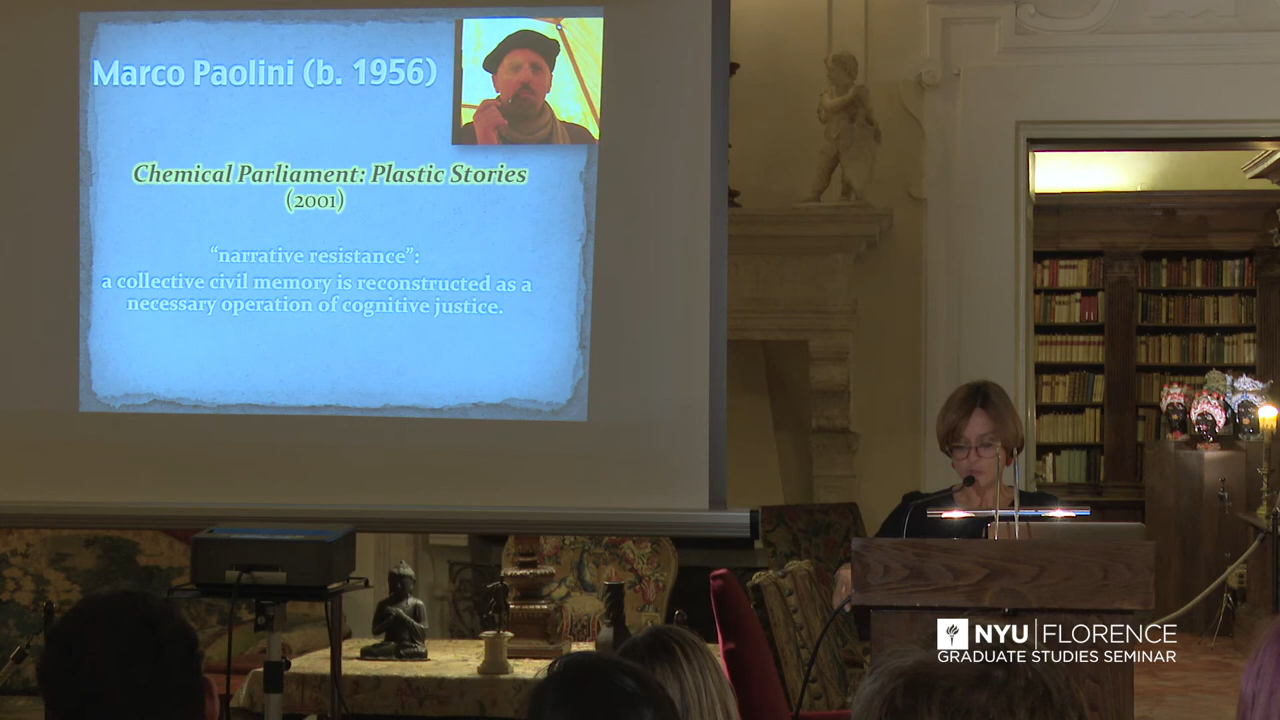 Marco Paolini (b. 1956)
Chemical Parliament: Plastic Stories
(2001)
“narrative resistance”:
a collective civil memory is reconstructed as a
necessary operation of cognitive justice.
NYU FLORENCE
GRADUATE STUDIES SEMINAR